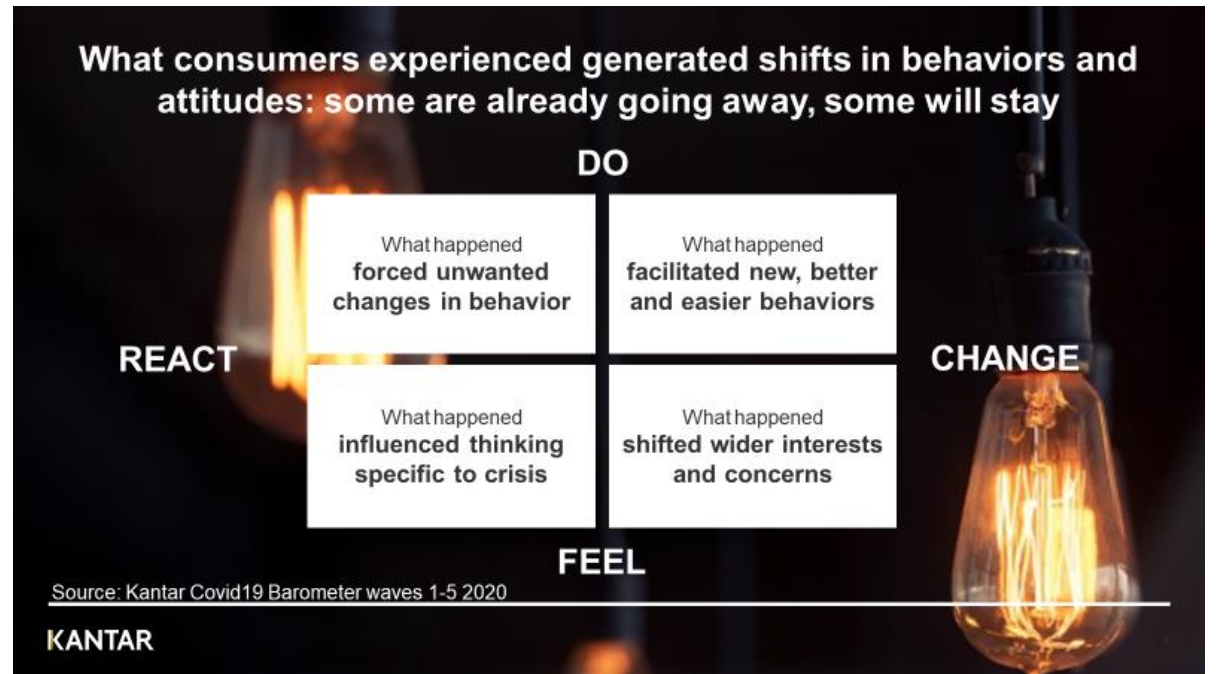 What consumers experienced generated shifts in behaviors and
attitudes: some are already going away, some will stay
DO
What happened
forced unwanted
changes in behavior
What happened
facilitated new, better
and easier behaviors
REACT
CHANGE
What happened
influenced thinking
specific to crisis
What happened
shifted wider interests
and concerns
FEEL
Source: Kantar Covid19 Barometer waves 1-5 2020
KANTAR